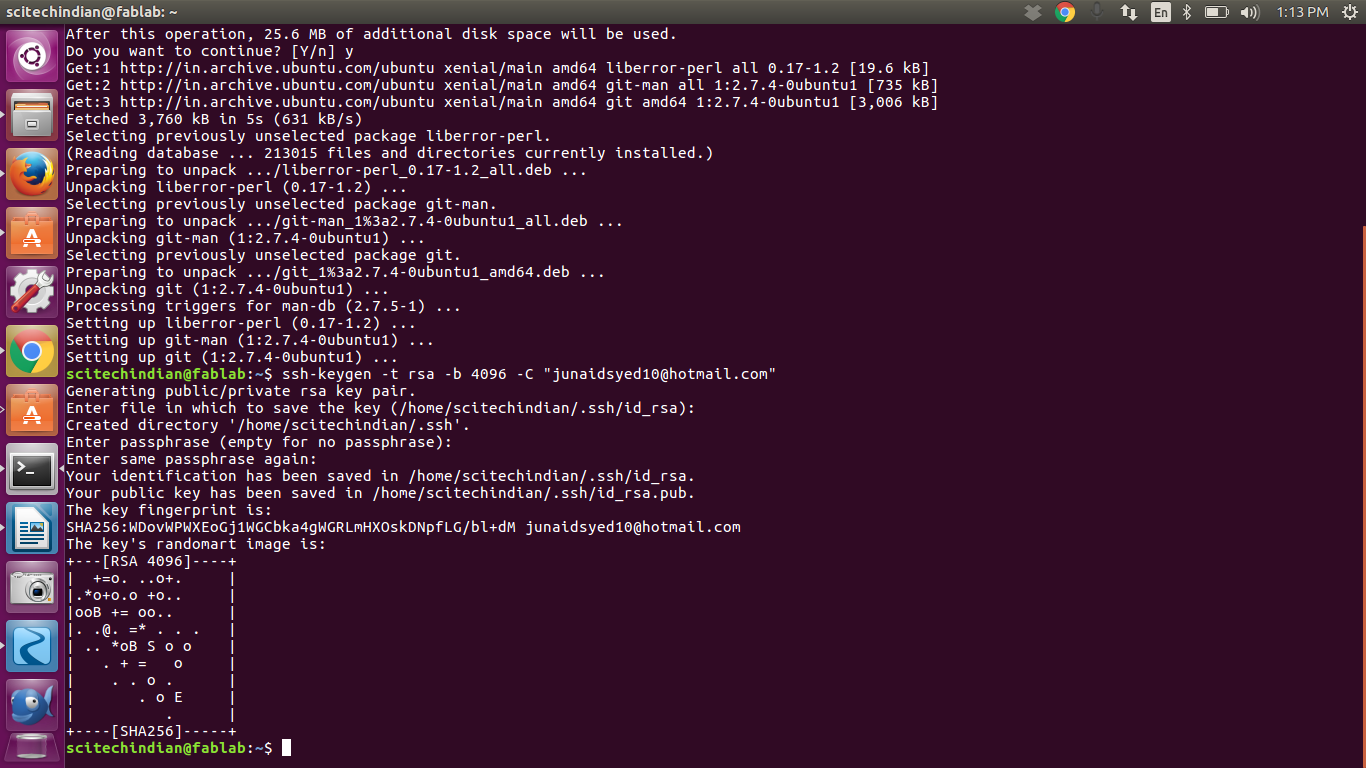 scitechindian@fablab: ~
En
1:13 PM
After this operation, 25.6 MB of additional disk space will be used.
Do you want to continue? [Y/n] y
Get:1 http://in.archive.ubuntu.com/ubuntu xenial/main amd64 liberror-perl all 0.17-1.2 [19.6 kB]
Get:2 http://in.archive.ubuntu.com/ubuntu xenial/main amd64 git-man all 1:2.7.4-0ubuntu1 [735 kB]
Get:3 http://in.archive.ubuntu.com/ubuntu xenial/main amd64 git amd64 1:2.7.4-0ubuntu1 [3,006 kB]
Fetched 3,760 kB in 5s (631 kB/s)
Selecting previously unselected package liberror-perl.
(Reading database ... 213015 files and directories currently installed.)
Preparing to unpack .../liberror-perl_0.17-1.2_all.deb ...
Unpacking liberror-perl (0.17-1.2) ...
Selecting previously unselected package git-man.
Preparing to unpack .../git-man_1%3a2.7.4-0ubuntu1_all.deb ...
Unpacking git-man (1:2.7.4-0ubuntu1) ...
Selecting previously unselected package git.
Preparing to unpack .../git_1%3a2.7.4-0ubuntu1_amd64.deb ...
Unpacking git (1:2.7.4-0ubuntu1) ...
Processing triggers for man-db (2.7.5-1) ...
Setting up liberror-perl (0.17-1.2) ...
Setting up git-man (1:2.7.4-0ubuntu1) ...
Setting up git (1:2.7.4-0ubuntu1) ...
scitechindian@fablab:~$ ssh-keygen -t rsa -b 4096 -C "junaidsyed10@hotmail.com"
Generating public/private rsa key pair.
Enter file in which to save the key (/home/scitechindian/.ssh/id_rsa):
Created directory '/home/scitechindian/.ssh'.
Enter passphrase (empty for no passphrase):
Enter same passphrase again:
Your identification has been saved in /home/scitechindian/.ssh/id_rsa.
Your public key has been saved in /home/scitechindian/.ssh/id_rsa.pub.
The key fingerprint is:
SHA256:WDovWPWXEoGj1WGCbka4gWGRLmHXOskDNpfLG/bl+dM junaidsyed10@hotmail.com
The key's randomart image is:
+---[RSA 4096]----+
|  +=o. ..o+.     |
|.*o+o.o +o..     |
|ooB += oo..      |
|. .@. =* . . .   |
| .. *oB S o o    |
|   . + =   o     |
|    . . o .      |
|       . o E     |
|          .      |
+----[SHA256]-----+
scitechindian@fablab:~$